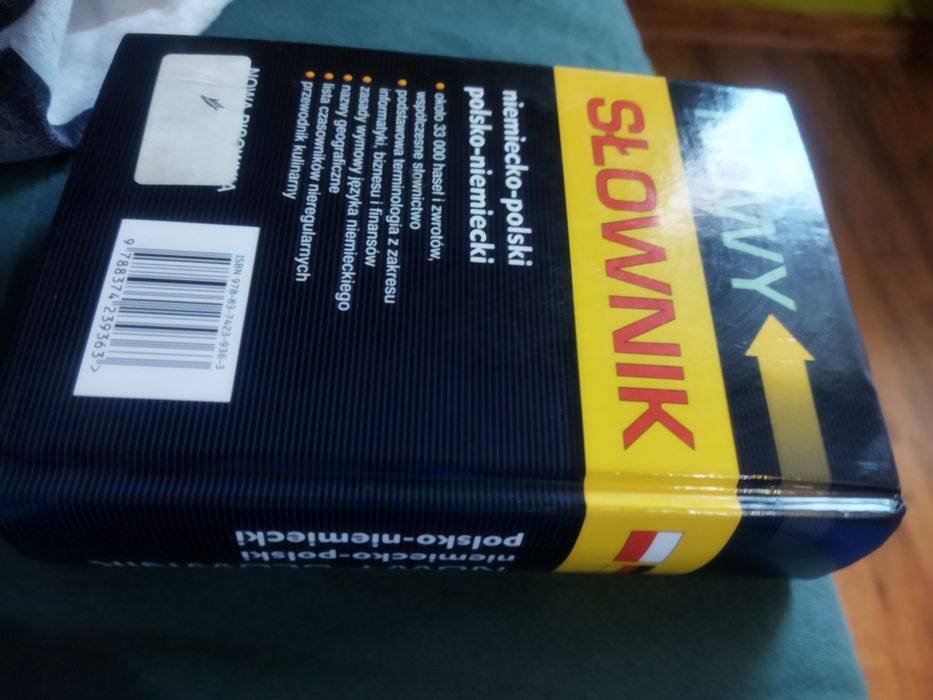 NOWY
SŁOWNIK
niemiecko-polski
polsko-niemiecki
• około 33 000 haseł i zwrotów,
współczesne słownictwo
• podstawowa terminologia z zakresu
informatyki, biznesu i finansów
• zasady wymowy języka niemieckiego
• nazwy geograficzne
• lista czasowników nieregularnych
• przewodnik kulinarny
NOWA
ISBN 978-83-7423-936-3
9 788374 239363 >
niemiecko-polski
polsko-niemiecki